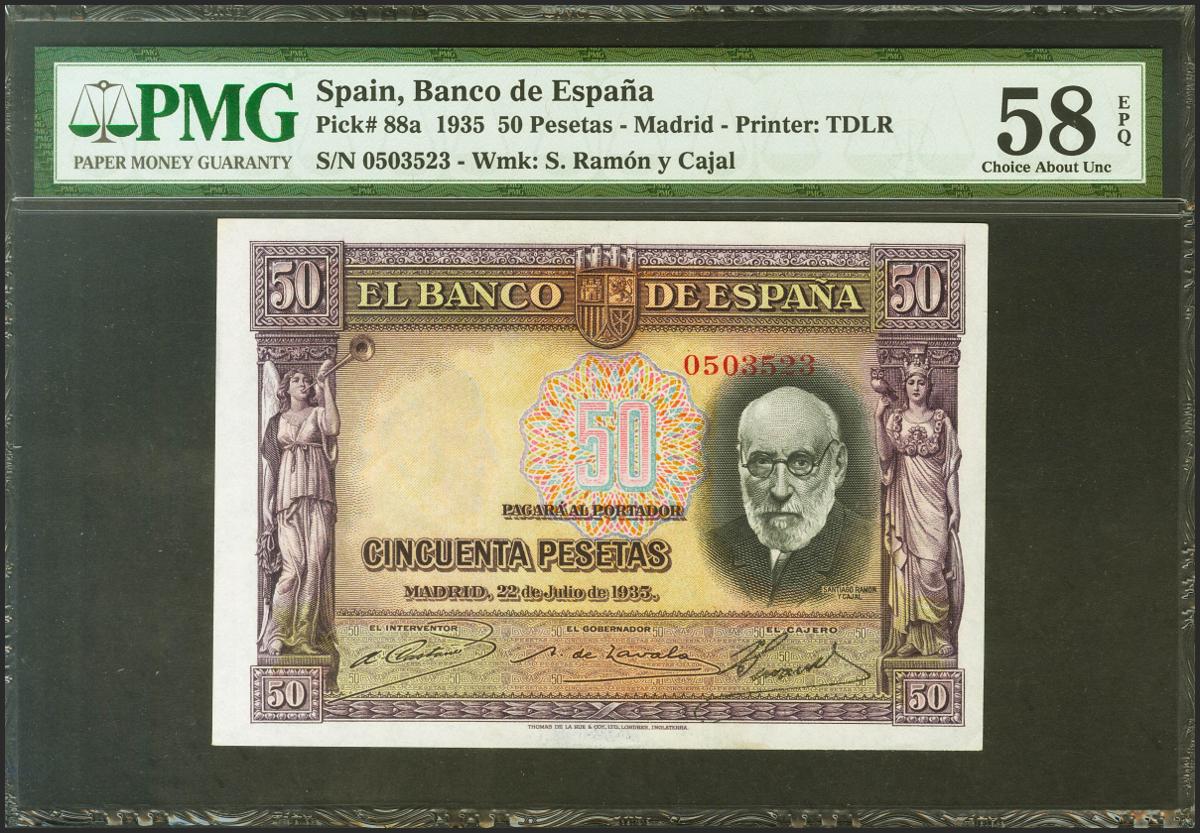 PMG
PAPER MONEY GUARANTY
Spain, Banco de España
Pick# 88a 1935 50 Pesetas - Madrid - Printer: TDLR
S/N 0503523 - Wmk: S. Ramón y Cajal
58
EPQ
Choice About Unc
50
EL BANCO DE ESPAÑA
50
0503523
50
PAGARÁ AL PORTADOR
CINCUENTA PESETAS
MADRID, 22 de Julio de 1935.
SANTIAGO RAMON
Y CAJAL
EL INTERVENTOR
EL GOBERNADOR
EL CAJERO
50
50
THOMAS DE LA RUE & COY., LTD., LONDRES, INGLATERRA.